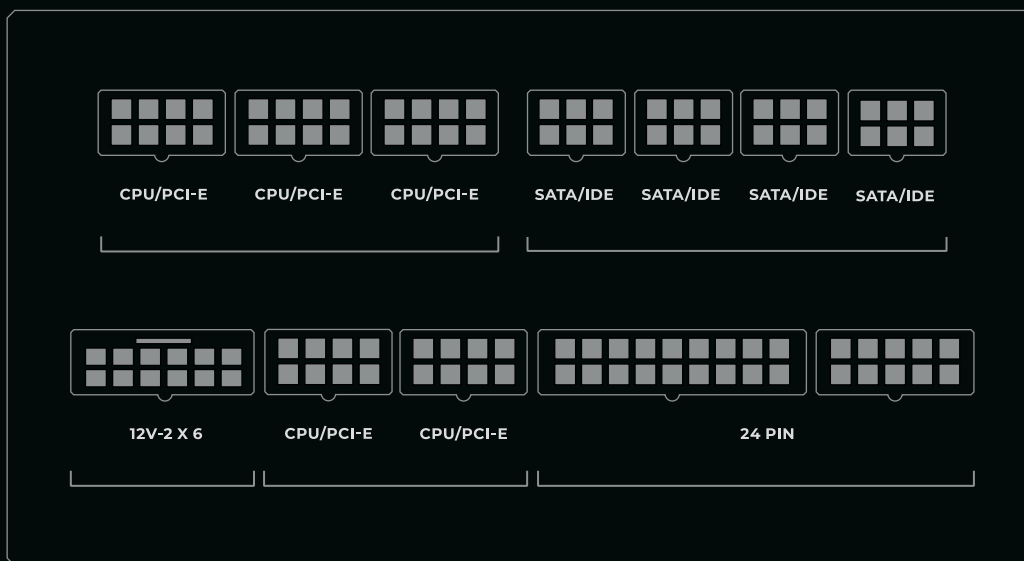 CPU/PCI-E CPU/PCI-E CPU/PCI-E SATA/IDE SATA/IDE SATA/IDE SATA/IDE
12V-2 X 6 CPU/PCI-E CPU/PCI-E 24 PIN